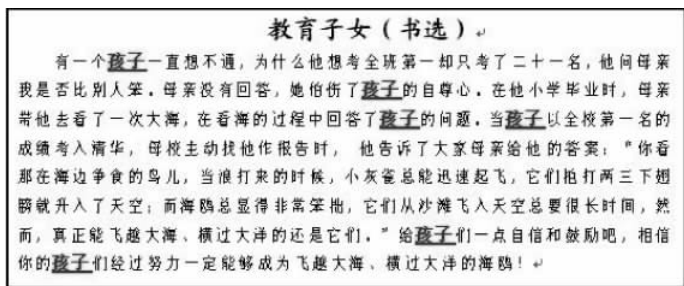 教育子女（书选）
有一个孩子一直想不通，为什么他想考全班第一却只考了二十一名，他问母亲
我是否比别人笨。母亲没有回答，她怕伤了孩子的自尊心。在他小学毕业时，母亲
带他去看了一次大海，在看海的过程中回答了孩子的问题。当孩子以全校第一名的
成绩考入清华，母校主动找他作报告时， 他告诉了大家母亲给他的答案：“你看
那在海边争食的鸟儿，当浪打来的时候，小灰雀总能迅速起飞，它们拍打两三下翅
膀就升入了天空；而海鸥总显得非常笨拙，它们从沙滩飞入天空总要很长时间，然
而，真正能飞越大海、横过大洋的还是它们。”给孩子们一点自信和鼓励吧，相信
你的孩子们经过努力一定能够成为飞越大海、横过大洋的海鸥！